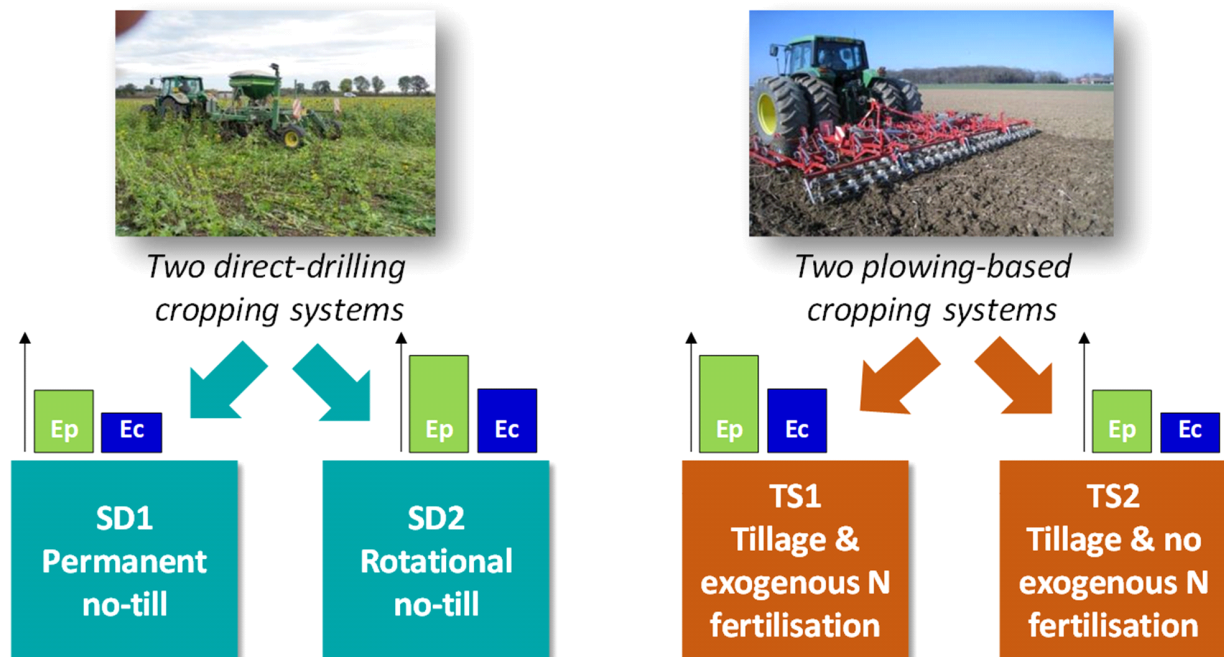 Two direct-drilling
cropping systems
Two plowing-based
cropping systems
Ep
Ec
Ep
Ec
Ep
Ec
Ep
Ec
SD1
Permanent
no-till
SD2
Rotational
no-till
TS1
Tillage &
exogenous N
fertilisation
TS2
Tillage & no
exogenous N
fertilisation